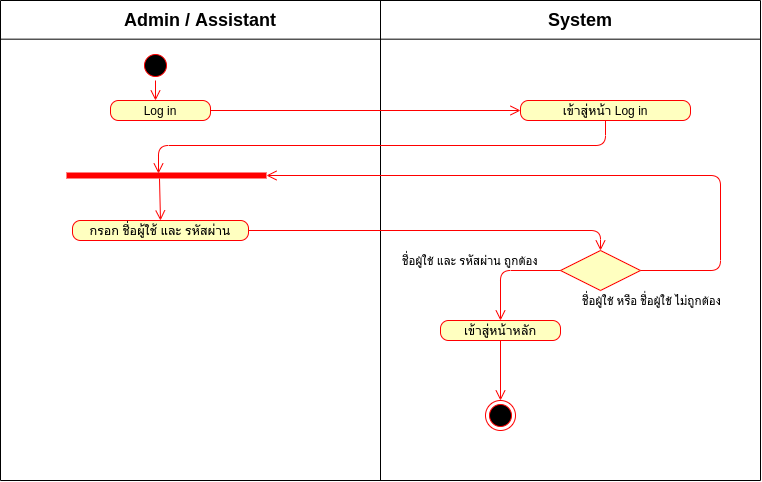 Admin / Assistant
System
Log in
เข้าสู่หน้า Log in
กรอก ชื่อผู้ใช้ และ รหัสผ่าน
ชื่อผู้ใช้ และ รหัสผ่าน ถูกต้อง
ชื่อผู้ใช้ หรือ ชื่อผู้ใช้ ไม่ถูกต้อง
เข้าสู่หน้าหลัก